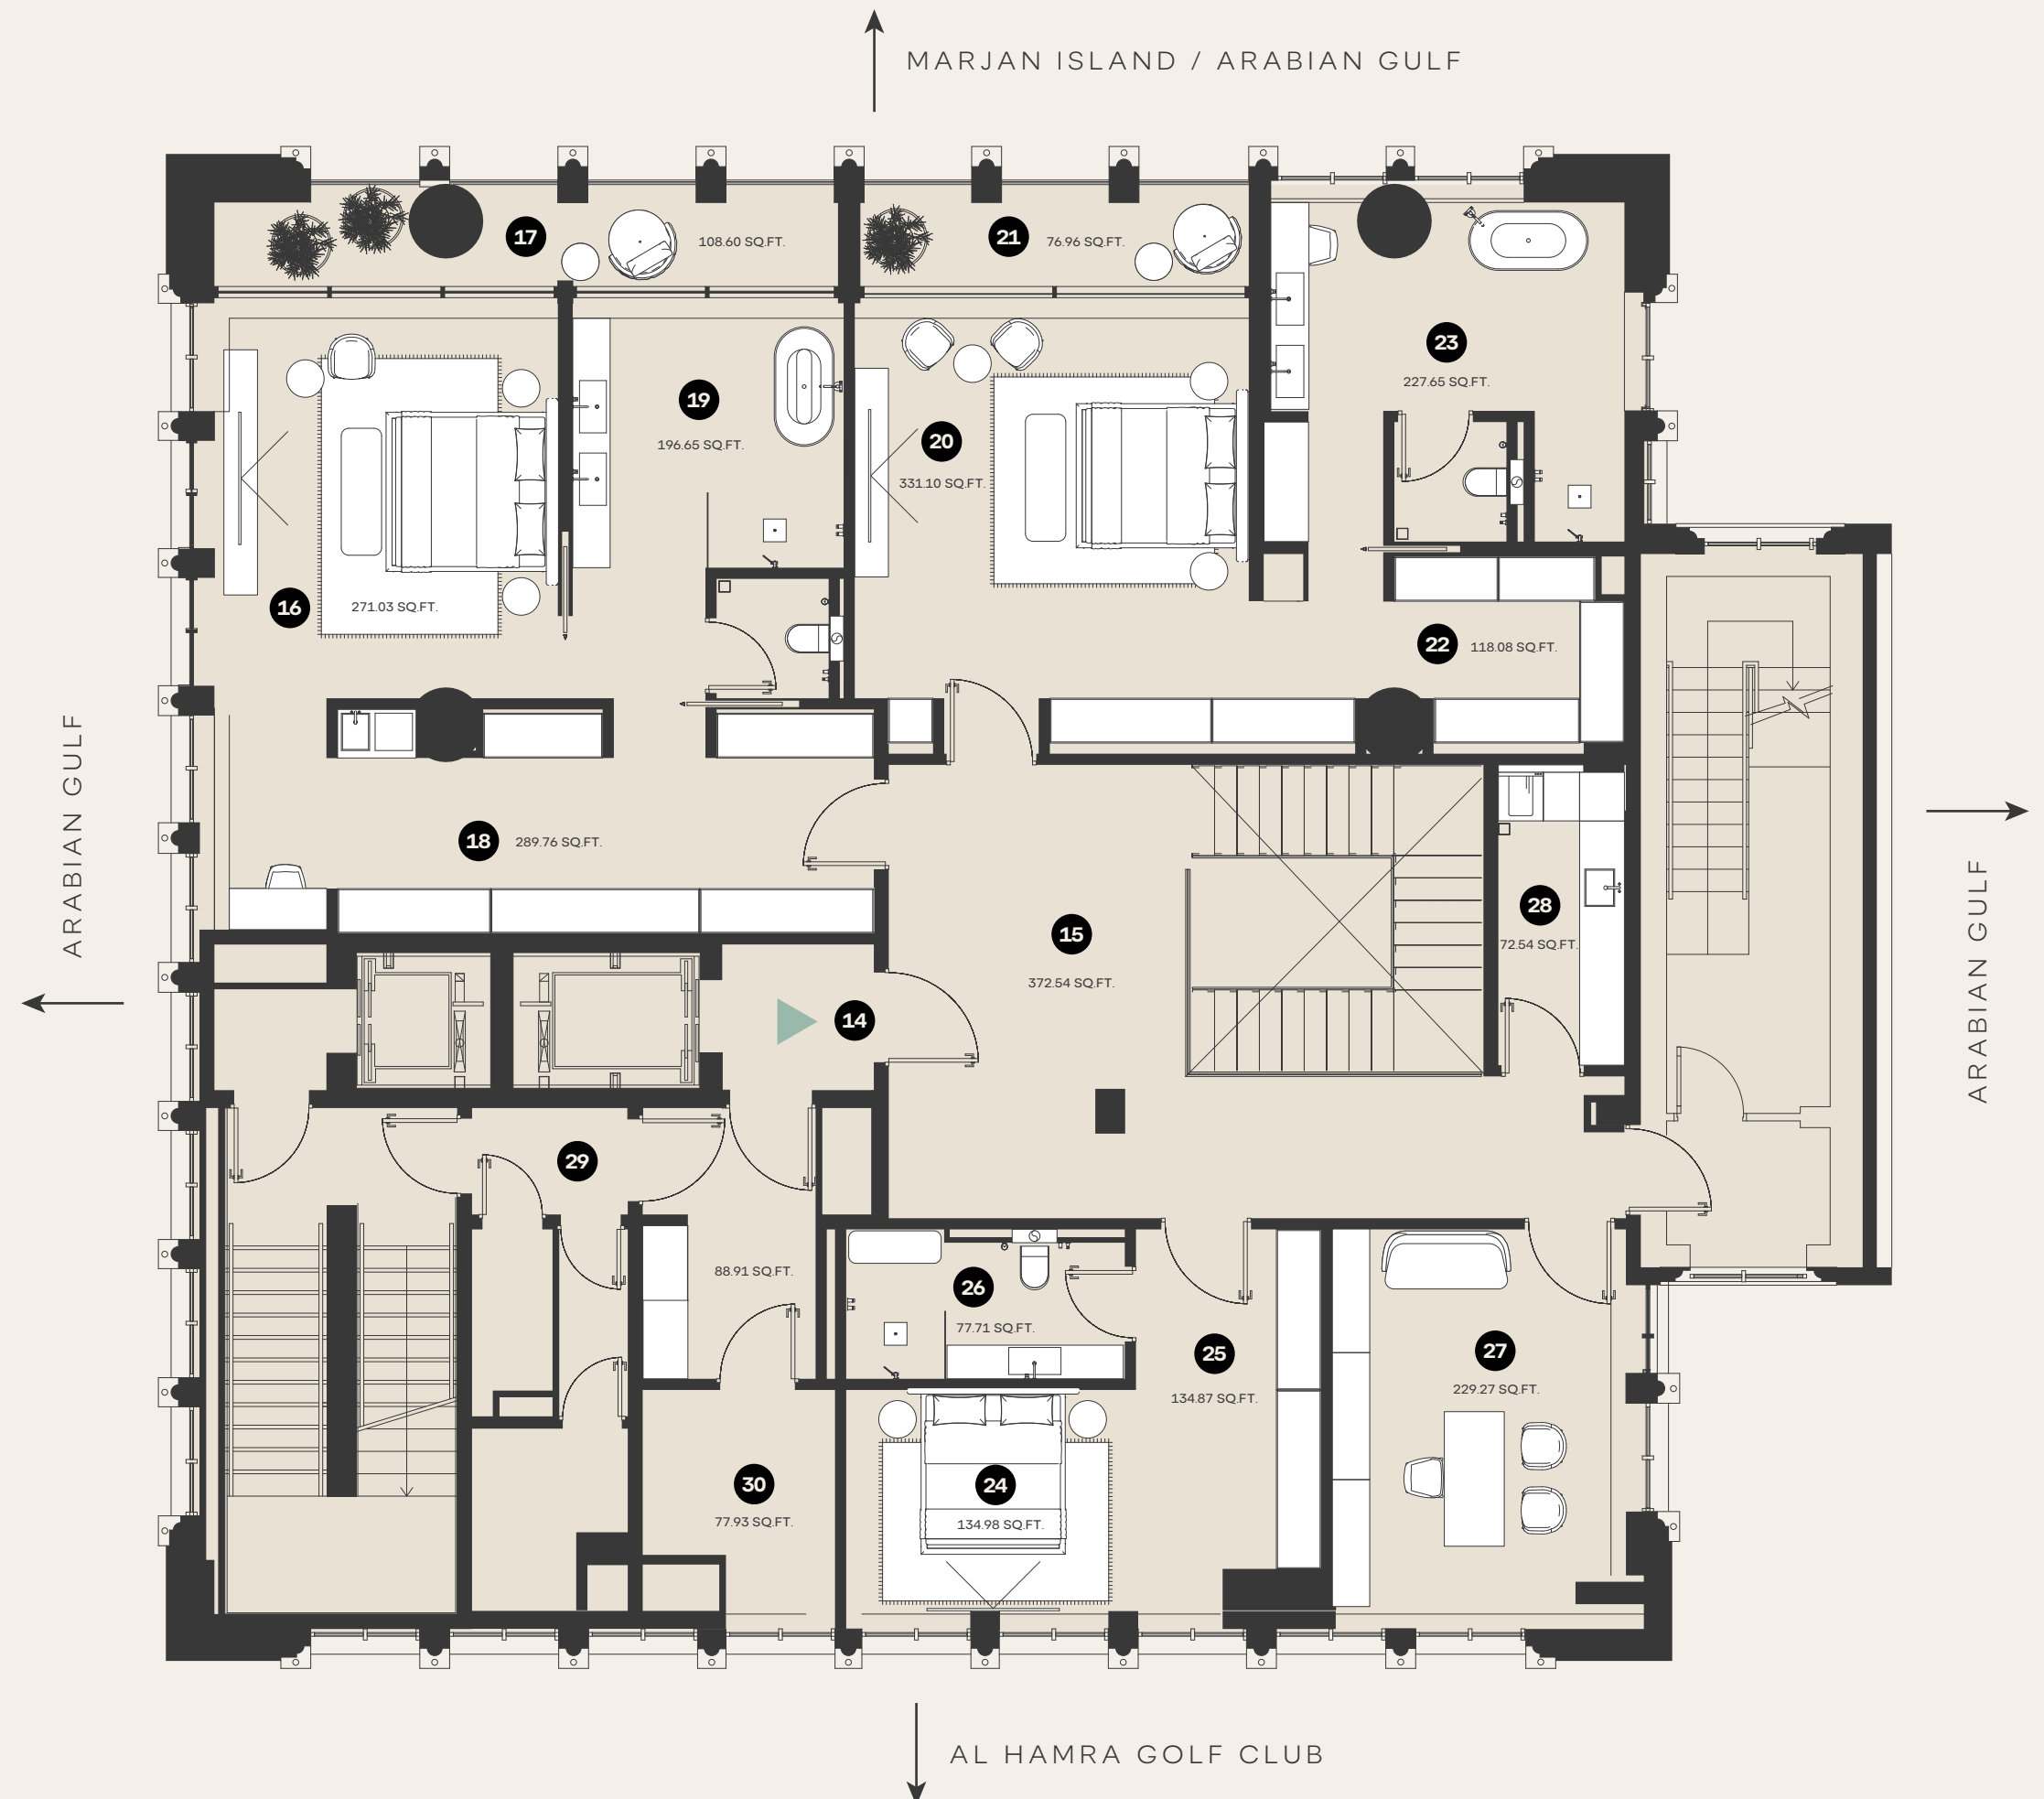 MARJAN ISLAND / ARABIAN GULF
17
108.60 SQ.FT.
21
76.96 SQ.FT.
23
227.65 SQ.FT.
19
196.65 SQ.FT.
20
331.10 SQ.FT.
16
271.03 SQ.FT.
22
118.08 SQ.FT.
ARABIAN GULF
18
289.76 SQ.FT.
28
72.54 SQ.FT.
15
372.54 SQ.FT.
ARABIAN GULF
14
29
88.91 SQ.FT.
26
77.71 SQ.FT.
25
134.87 SQ.FT.
27
229.27 SQ.FT.
30
77.93 SQ.FT.
24
134.98 SQ.FT.
AL HAMRA GOLF CLUB